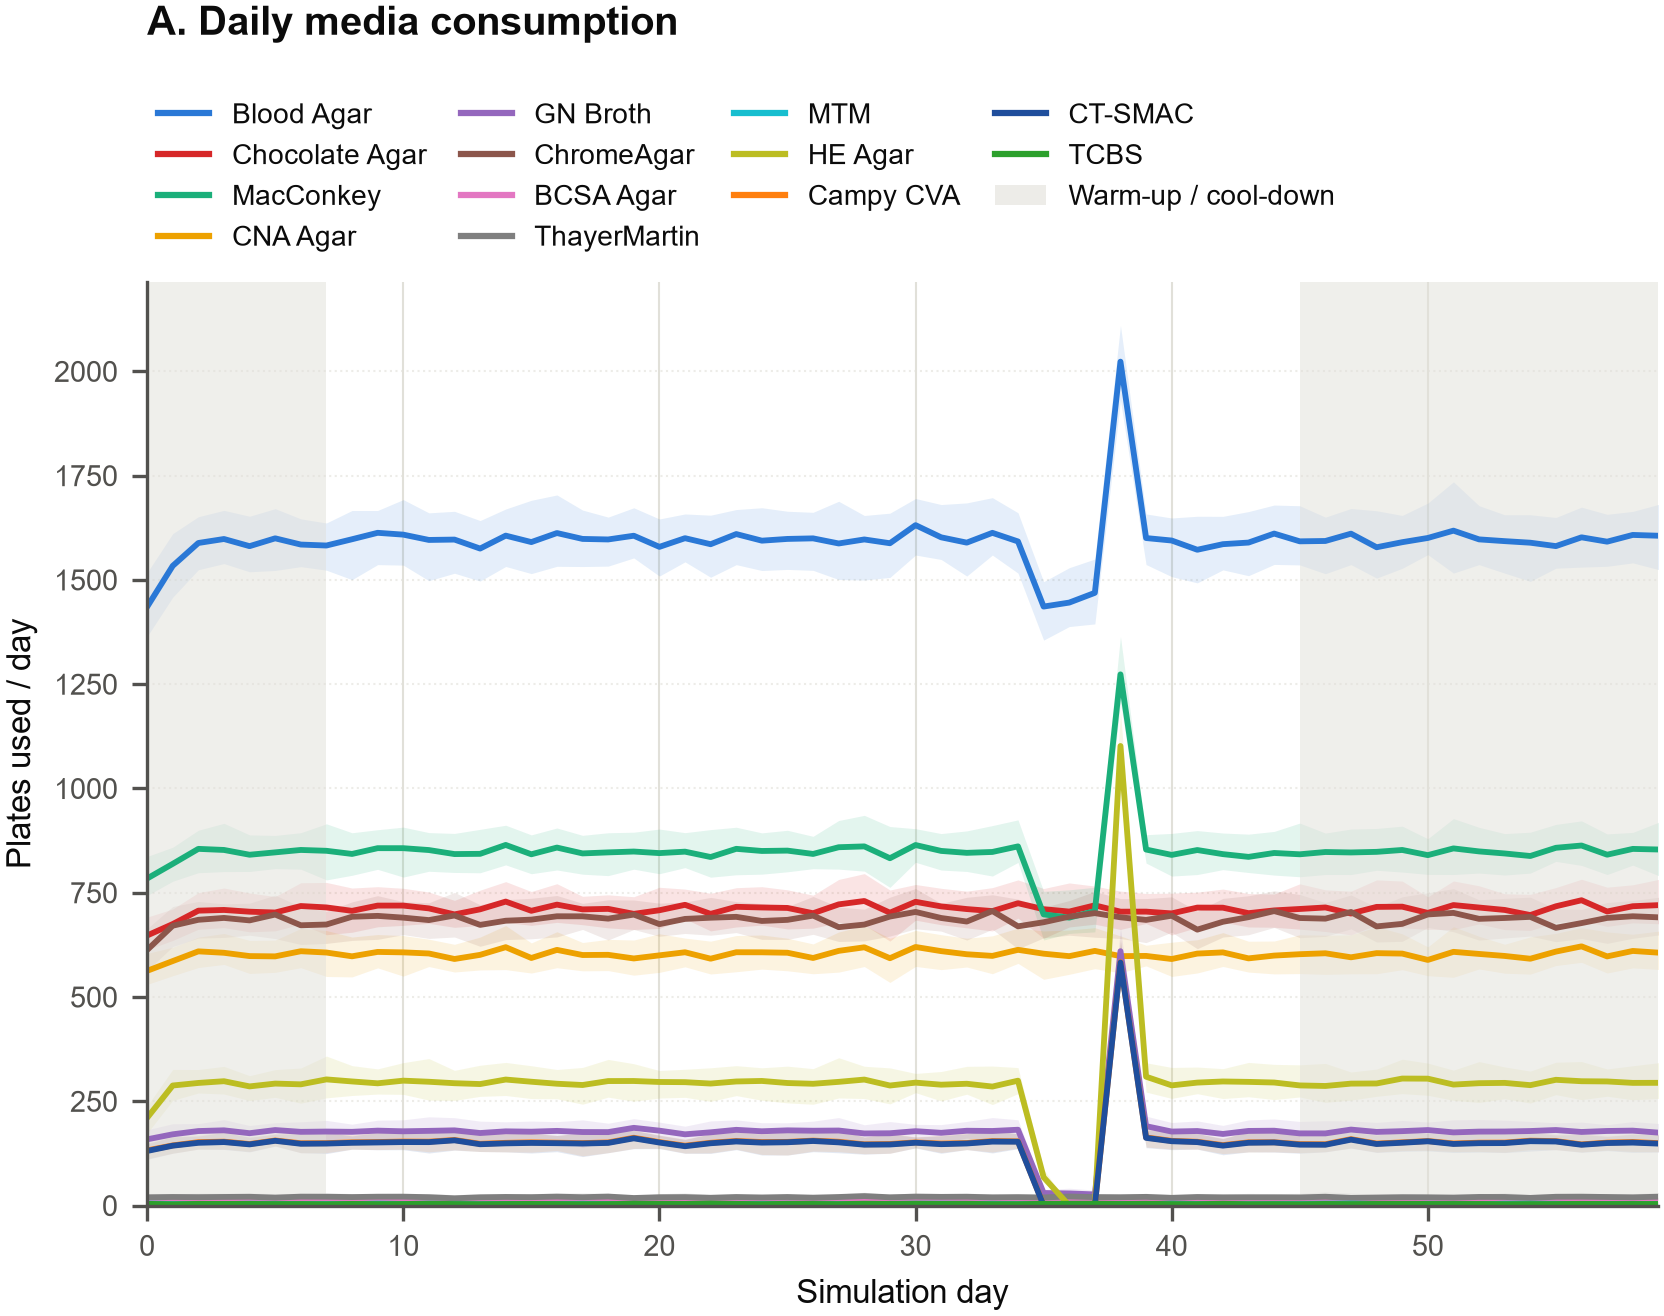 A. Daily media consumption
Blood Agar
Chocolate Agar
MacConkey
CNA Agar
GN Broth
ChromeAgar
BCSA Agar
ThayerMartin
MTM
HE Agar
Campy CVA
CT-SMAC
TCBS
Warm-up / cool-down
Plates used / day
2000
1750
1500
1250
1000
750
500
250
0
0
10
20
30
40
50
Simulation day